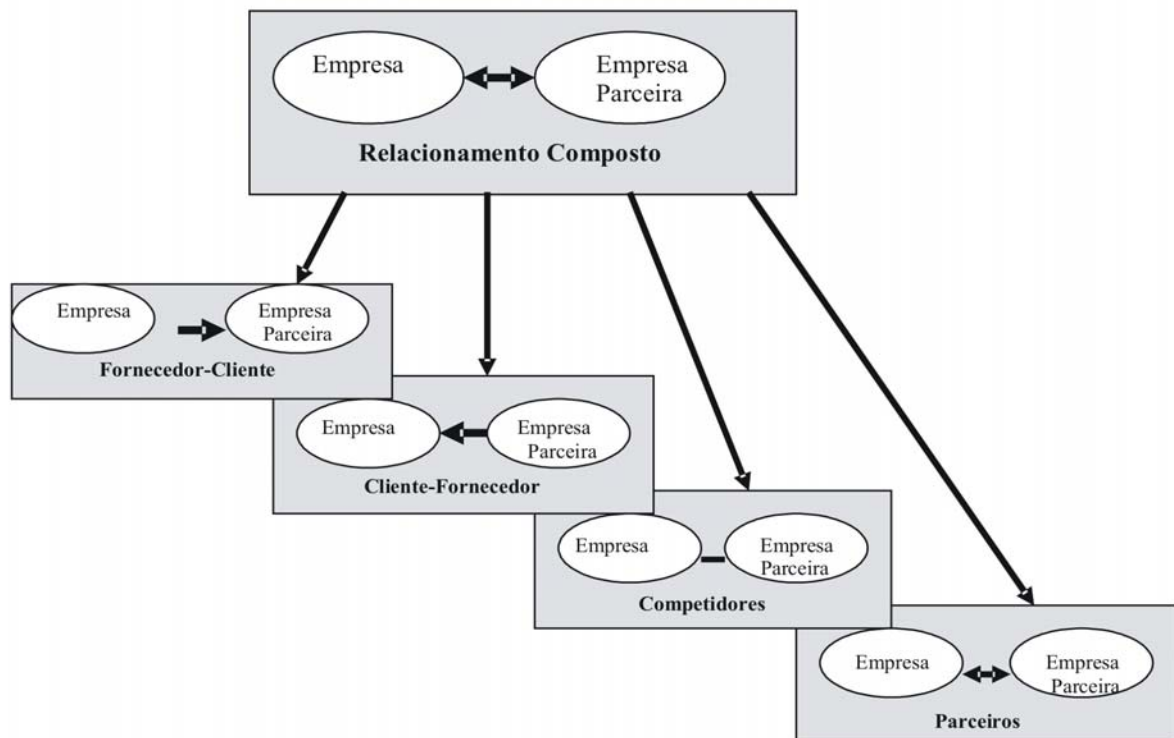 Empresa
Empresa
Parceira
Relacionamento Composto
Empresa
Empresa
Parceira
Fornecedor-Cliente
Empresa
Empresa
Parceira
Cliente-Fornecedor
Empresa
Empresa
Parceira
Competidores
Empresa
Empresa
Parceira
Parceiros